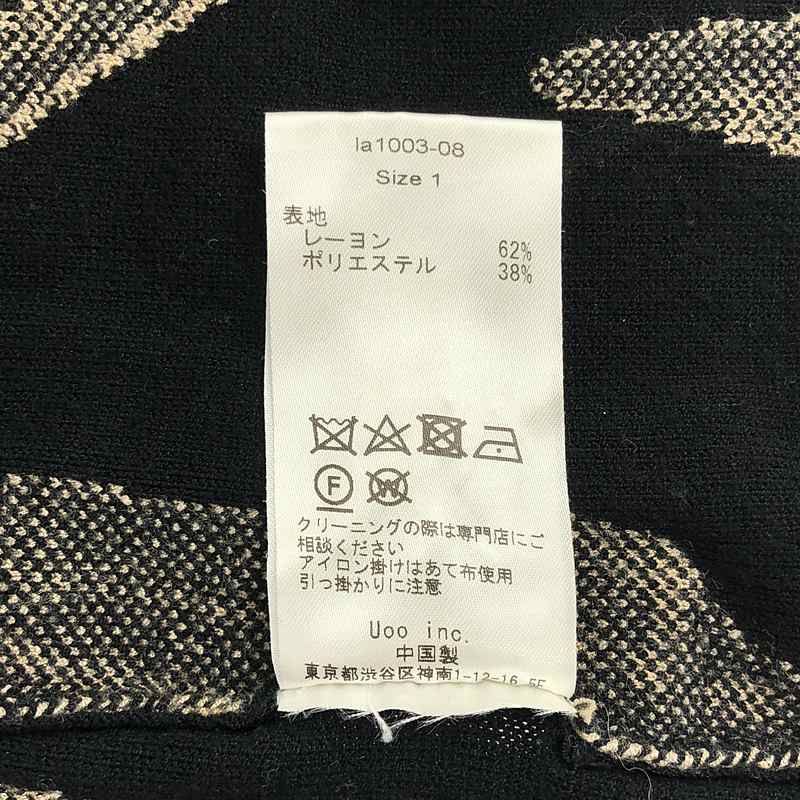 la1003-08
Size 1
表地
レーヨン 62%
ポリエステル 38%
F W
クリーニングの際は専門店にご
相談ください
アイロン掛けはあて布使用
引っ掛かりに注意
Uoo inc.
中国製
東京都渋谷区神南1-12-16 5F